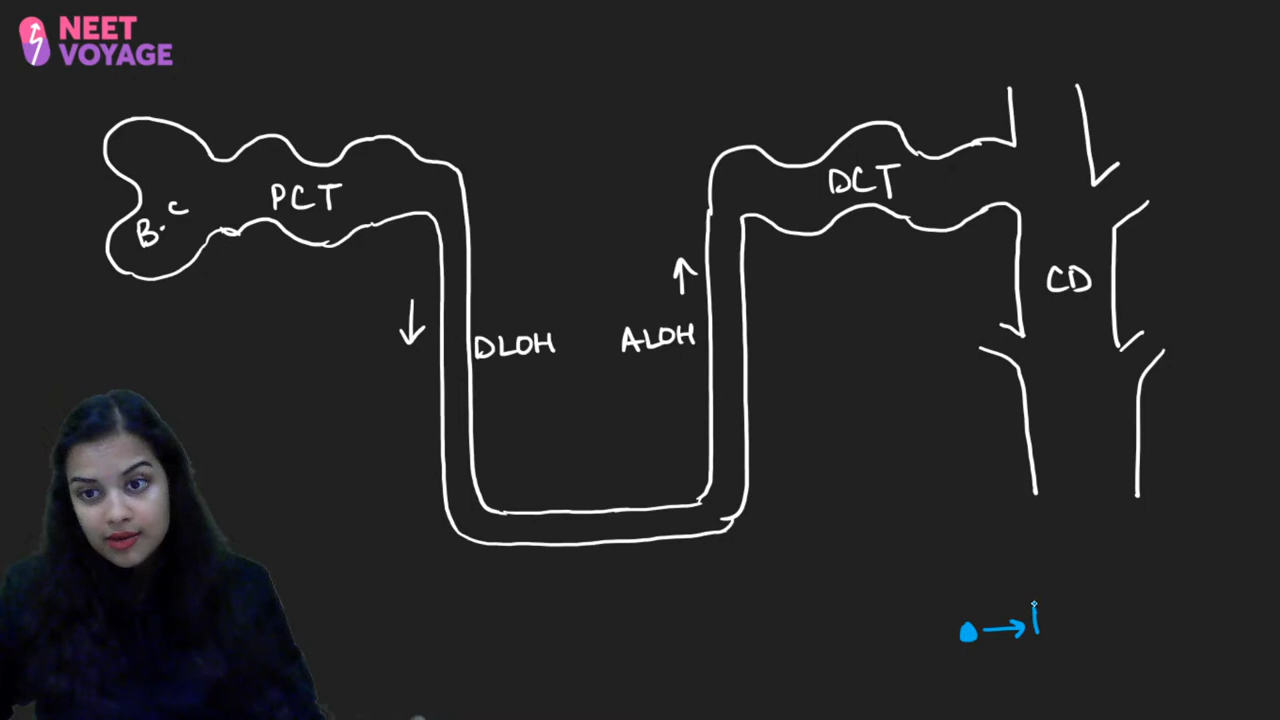 NEET
VOYAGE
B.C
PCT
DCT
CD
DLOH
ALOH